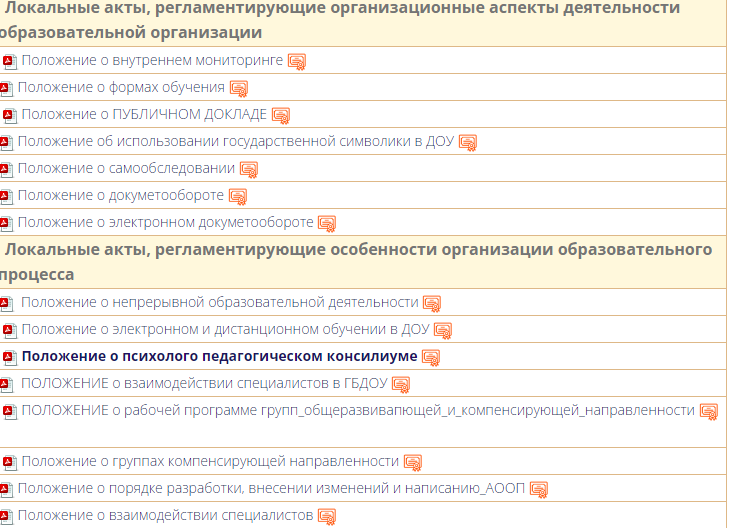 Локальные акты, регламентирующие организационные аспекты деятельности
образовательной организации
Положение о внутреннем мониторинге
Положение о формах обучения
Положение о ПУБЛИЧНОМ ДОКЛАДЕ
Положение об использовании государственной символики в ДОУ
Положение о самообследовании
Положение о докуметообороте
Положение о электронном докуметообороте
Локальные акты, регламентирующие особенности организации образовательного
процесса
Положение о непрерывной образовательной деятельности
Положение о электронном и дистанционном обучении в ДОУ
Положение о психолого педагогическом консилиуме
ПОЛОЖЕНИЕ о взаимодействии специалистов в ГБДОУ
ПОЛОЖЕНИЕ о рабочей программе групп_общеразвивапющей_и_компенсирующей_направленности
Положение о группах компенсирующей направленности
Положение о порядке разработки, внесении изменений и написанию_АООП
Положение о взаимодействии специалистов